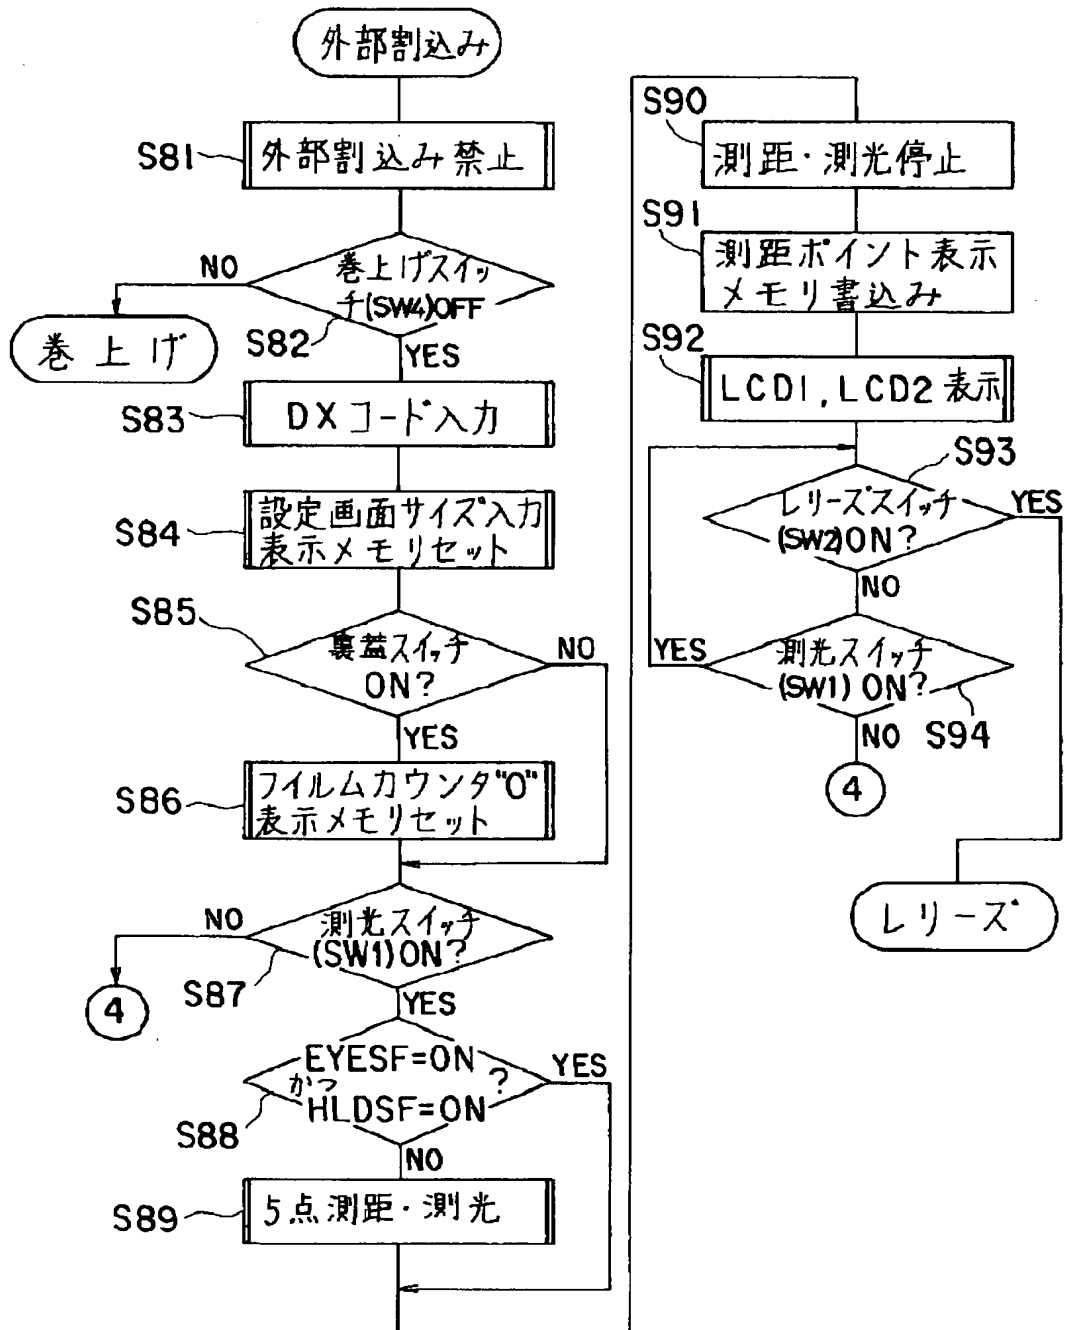 外部割込み
S81
外部割込み禁止
NO
巻上げスイッ
チ(SW4)OFF
S82
YES
巻上げ
S83
DXコード入力
S84
設定画面サイズ入力
表示メモリセット
S85
裏蓋スイッチ
ON?
NO
YES
S86
フイルムカウンタ"0"
表示メモリセット
NO
測光スイッチ
(SW1)ON?
S87
YES
4
EYESF=ON
かつ
HLDSF=ON
?
YES
S88
NO
S89
5点測距・測光
S90
測距・測光停止
S91
測距ポイント表示
メモリ書込み
S92
LCD1,LCD2表示
S93
レリーズスイッチ
(SW2)ON?
YES
NO
YES
測光スイッチ
(SW1)ON?
NO
S94
4
レリーズ